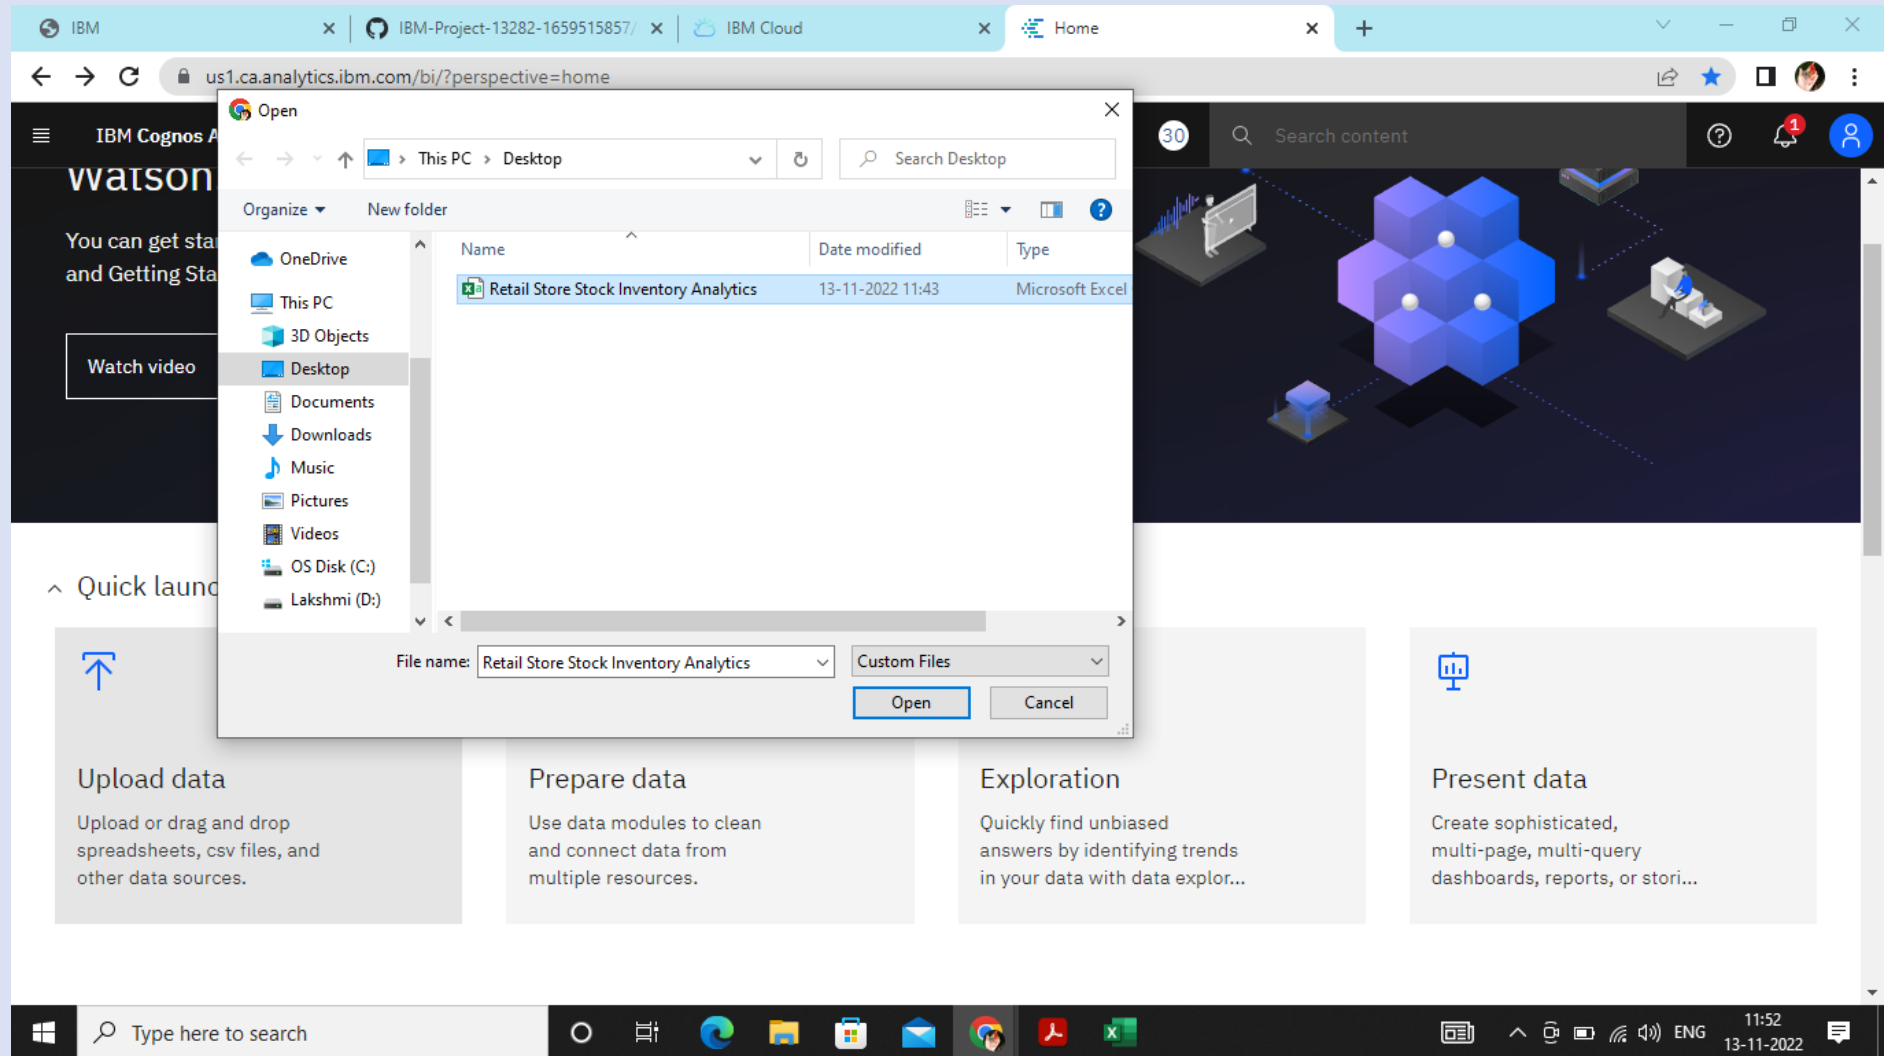 IBM
IBM-Project-13282-1659515857/
IBM Cloud
Home
us1.ca.analytics.ibm.com/bi/?perspective=home
Open
IBM Cognos A
30
Search content
1
This PC
Desktop
Search Desktop
Watson
Organize
New folder
You can get sta
and Getting Sta
Name
Date modified
Type
OneDrive
Retail Store Stock Inventory Analytics
13-11-2022 11:43
Microsoft Excel
This PC
3D Objects
Watch video
Desktop
Documents
Downloads
Music
Pictures
Videos
OS Disk (C:)
Lakshmi (D:)
Quick launc
File name:
Retail Store Stock Inventory Analytics
Custom Files
Open
Cancel
Upload data
Upload or drag and drop
spreadsheets, csv files, and
other data sources.
Prepare data
Use data modules to clean
and connect data from
multiple resources.
Exploration
Quickly find unbiased
answers by identifying trends
in your data with data explor...
Present data
Create sophisticated,
multi-page, multi-query
dashboards, reports, or stori...
Type here to search
ENG
11:52
13-11-2022